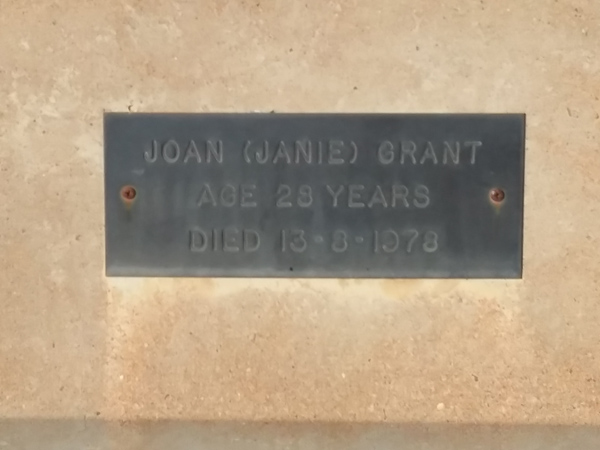 JOAN (JANIE) GRANT
AGE 28 YEARS
DIED 13-8-1978